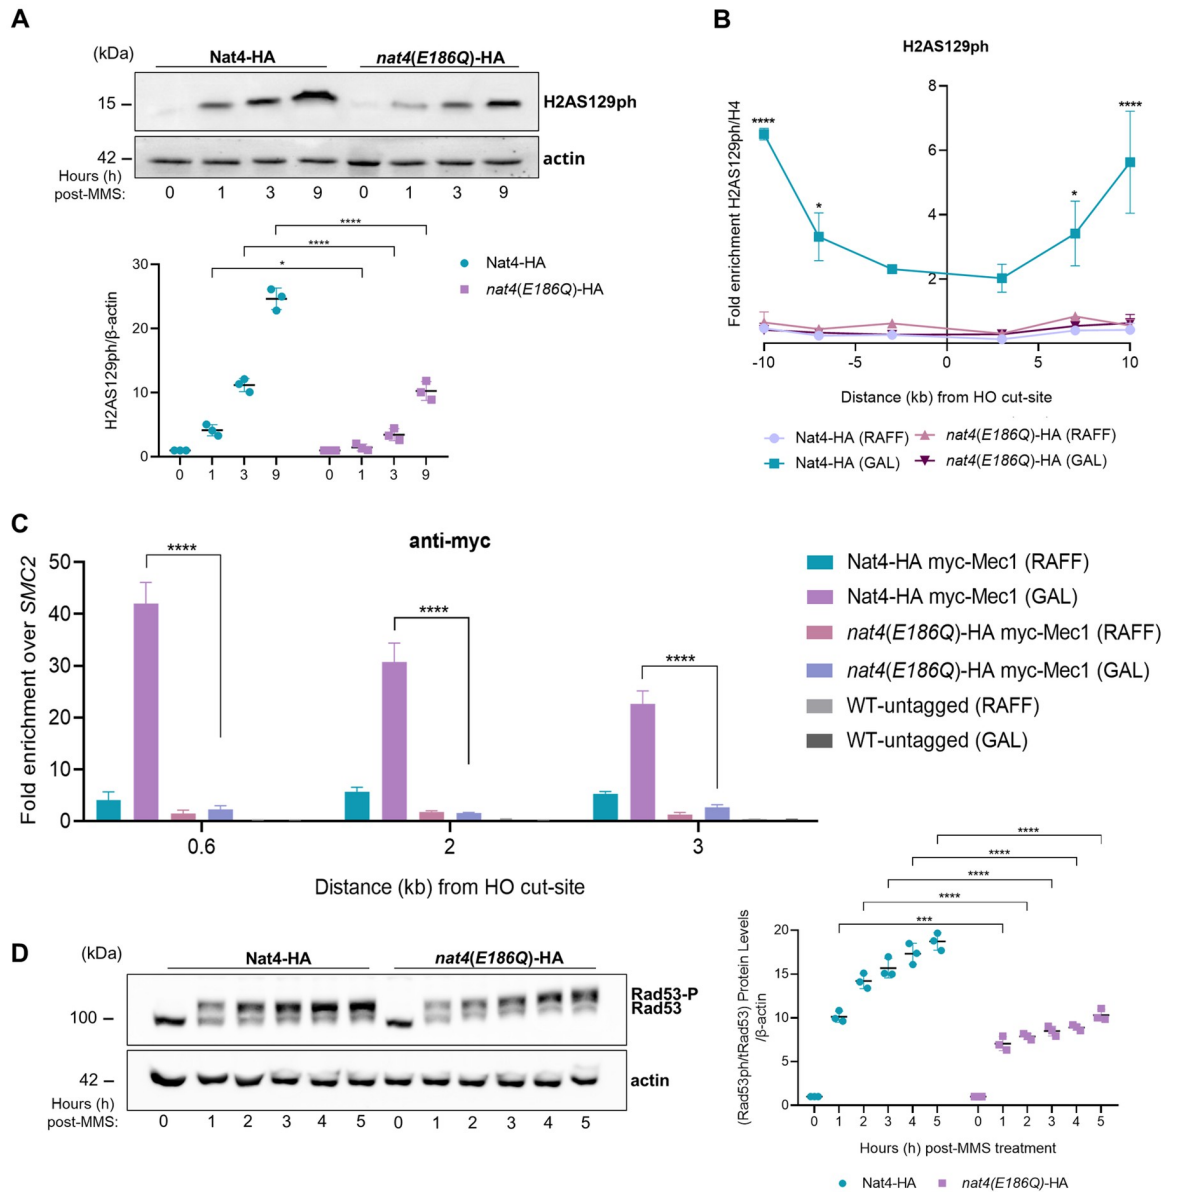 A
(kDa)
Nat4-HA
nat4(E186Q)-HA
15
H2AS129ph
42
actin
Hours (h)
post-MMS:
0 1 3 9 0 1 3 9
****
****
*
30
20
10
0
H2AS129ph/β-actin
0 1 3 9 0 1 3 9
Nat4-HA
nat4(E186Q)-HA
B
H2AS129ph
Fold enrichment H2AS129ph/H4
8
6
4
2
****
*
*
****
-10 -5 0 5 10
Distance (kb) from HO cut-site
Nat4-HA (RAFF)
nat4(E186Q)-HA (RAFF)
Nat4-HA (GAL)
nat4(E186Q)-HA (GAL)
C
anti-myc
Fold enrichment over SMC2
50
40
30
20
10
0
****
****
****
0.6 2 3
Distance (kb) from HO cut-site
Nat4-HA myc-Mec1 (RAFF)
Nat4-HA myc-Mec1 (GAL)
nat4(E186Q)-HA myc-Mec1 (RAFF)
nat4(E186Q)-HA myc-Mec1 (GAL)
WT-untagged (RAFF)
WT-untagged (GAL)
D
(kDa)
Nat4-HA
nat4(E186Q)-HA
100
Rad53-P
Rad53
42
actin
Hours (h)
post-MMS:
0 1 2 3 4 5 0 1 2 3 4 5
****
****
****
****
***
(Rad53ph/tRad53) Protein Levels
/β-actin
20
15
10
5
0
0 1 2 3 4 5 0 1 2 3 4 5
Hours (h) post-MMS treatment
Nat4-HA
nat4(E186Q)-HA